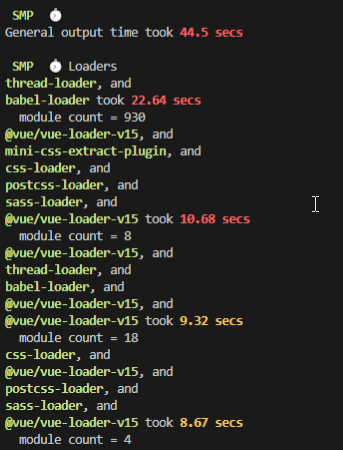 SMP ⏱
General output time took 44.5 secs
SMP ⏱ Loaders
thread-loader, and
babel-loader took 22.64 secs
module count = 930
@vue/vue-loader-v15, and
mini-css-extract-plugin, and
css-loader, and
postcss-loader, and
sass-loader, and
@vue/vue-loader-v15 took 10.68 secs
module count = 8
@vue/vue-loader-v15, and
thread-loader, and
babel-loader, and
@vue/vue-loader-v15, and
@vue/vue-loader-v15 took 9.32 secs
module count = 18
css-loader, and
@vue/vue-loader-v15, and
postcss-loader, and
sass-loader, and
@vue/vue-loader-v15 took 8.67 secs
module count = 4